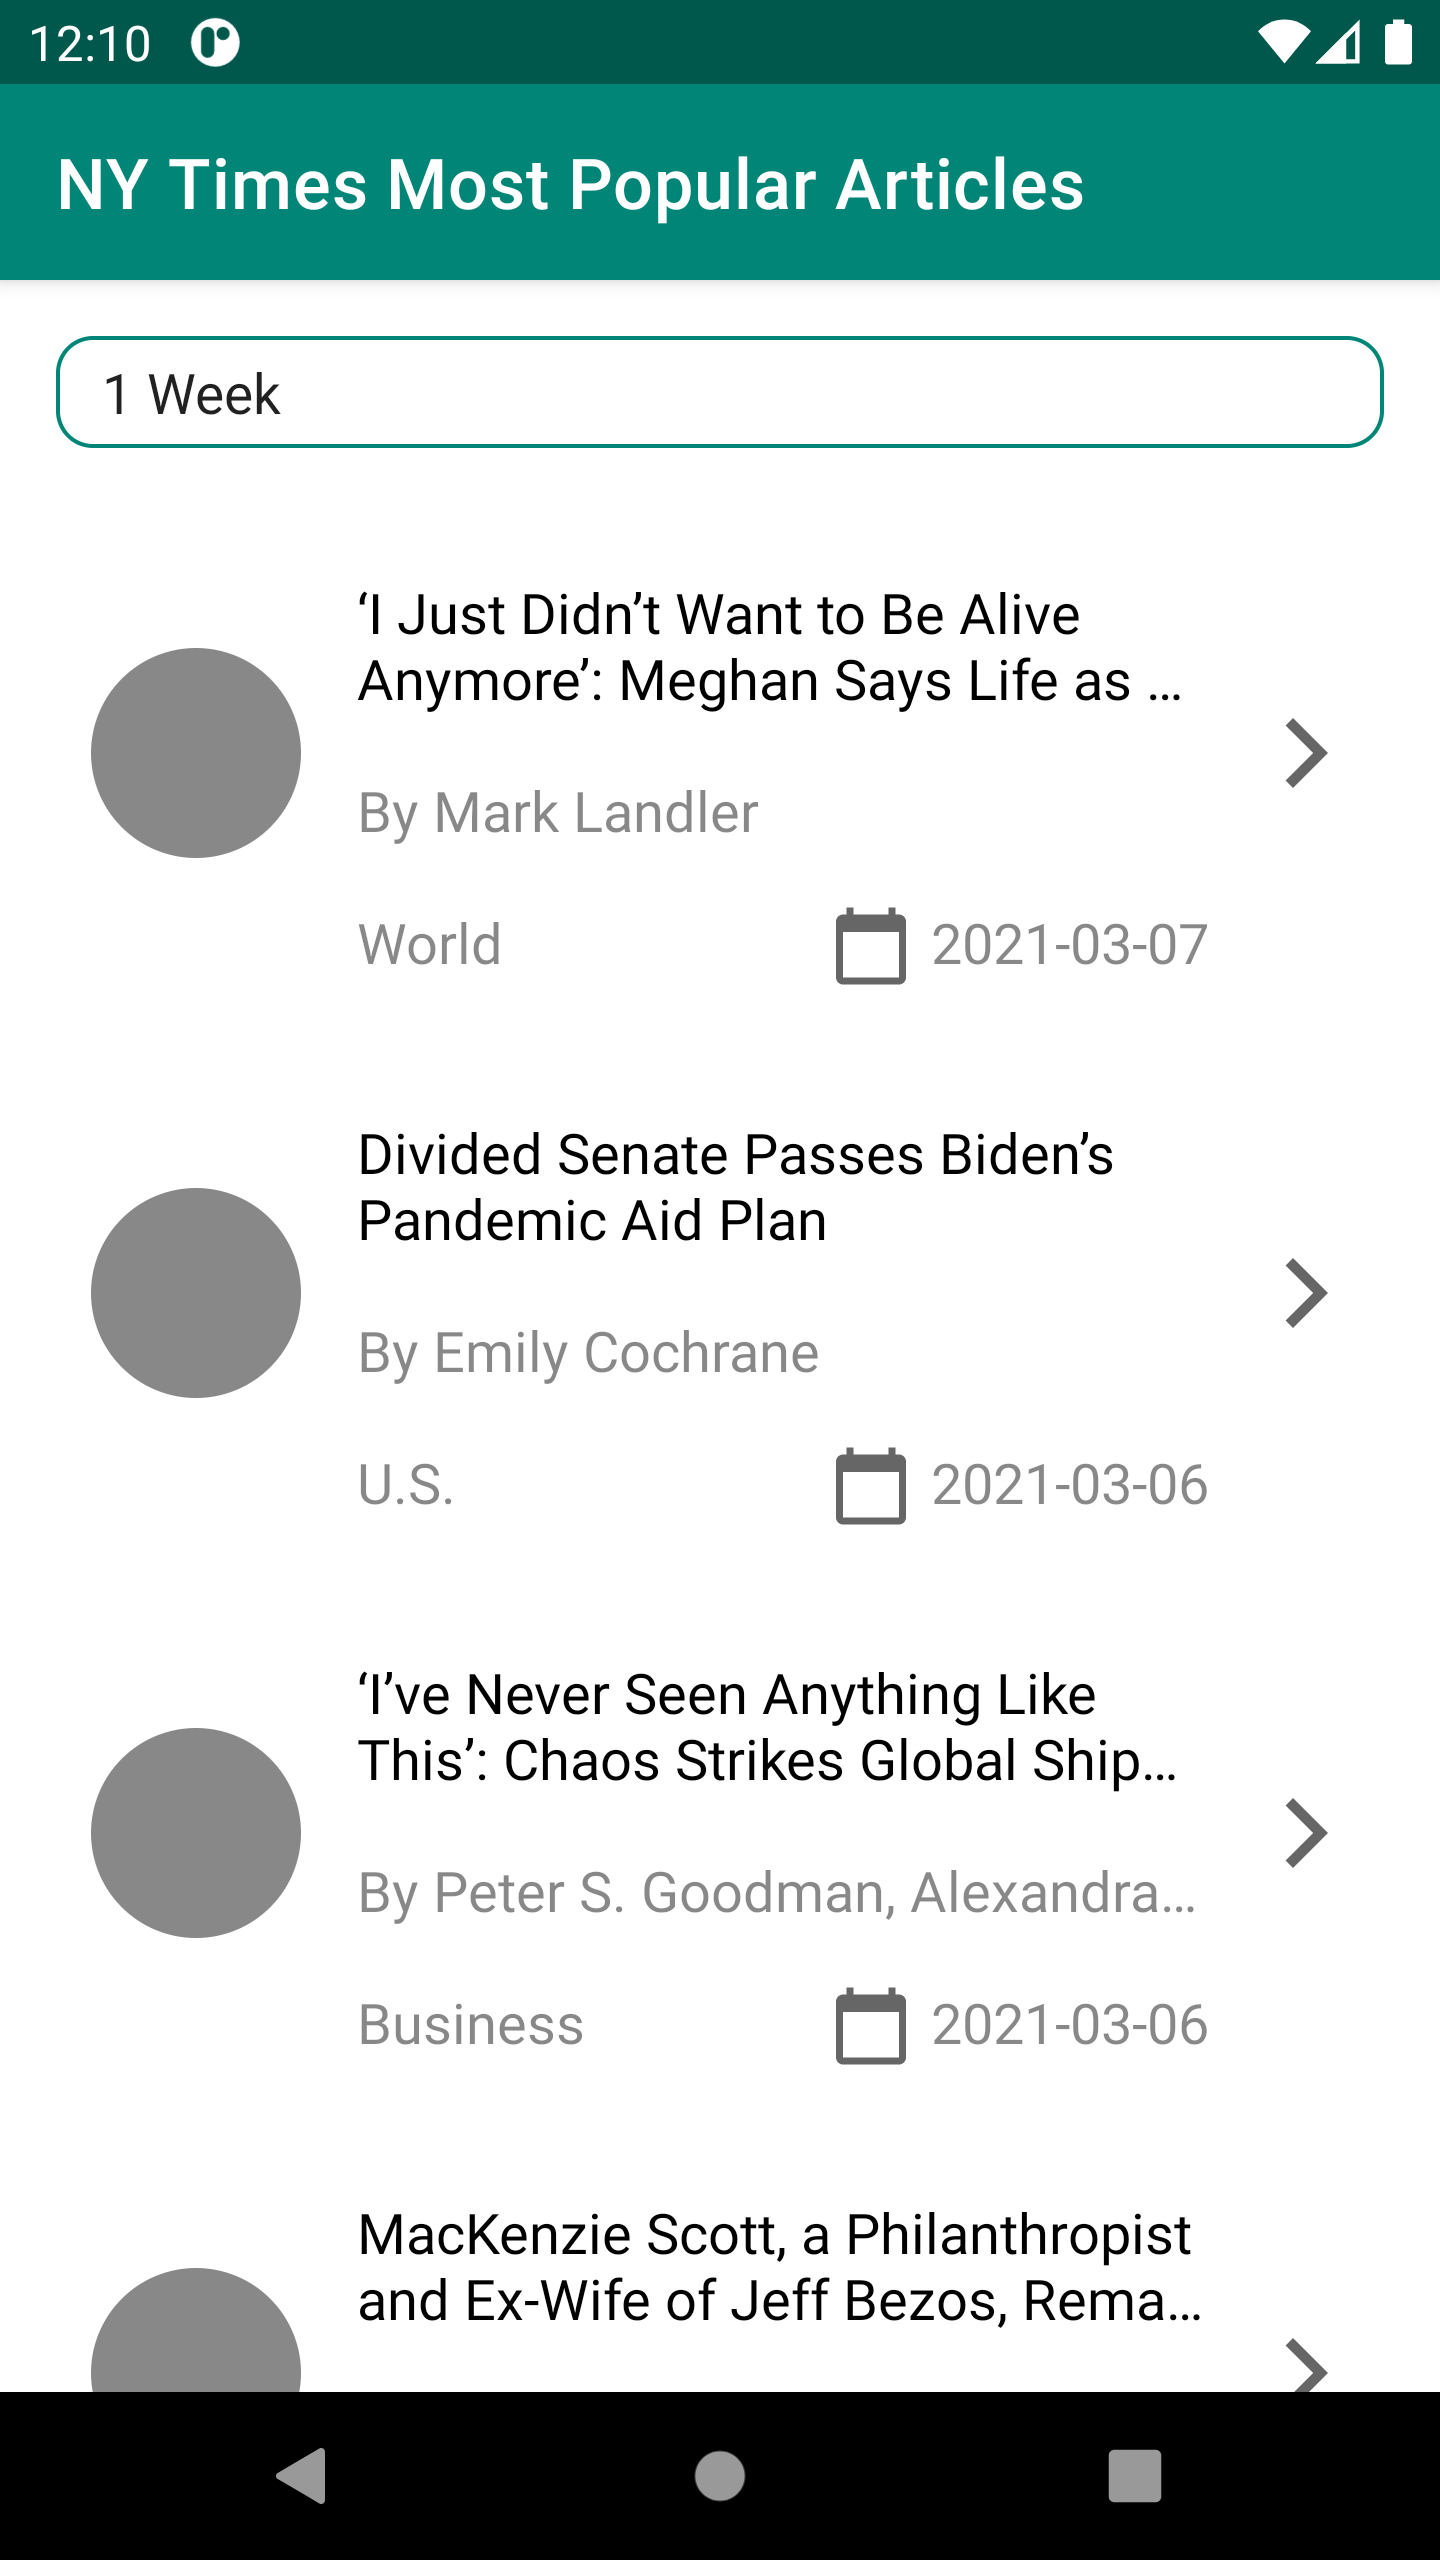 12:10
NY Times Most Popular Articles
1 Week
‘I Just Didn’t Want to Be Alive
Anymore’: Meghan Says Life as ...
By Mark Landler
World
2021-03-07
Divided Senate Passes Biden’s
Pandemic Aid Plan
By Emily Cochrane
U.S.
2021-03-06
‘I’ve Never Seen Anything Like
This’: Chaos Strikes Global Ship...
By Peter S. Goodman, Alexandra...
Business
2021-03-06
MacKenzie Scott, a Philanthropist
and Ex-Wife of Jeff Bezos, Rema...